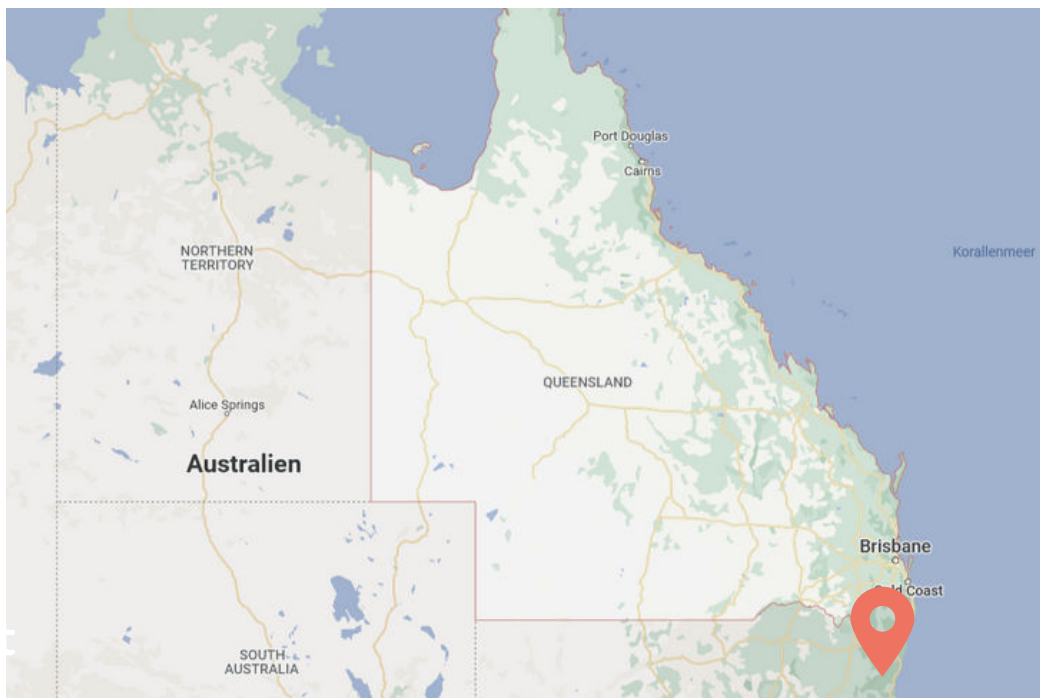 Port Douglas
Cairns
NORTHERN
TERRITORY
Korallenmeer
QUEENSLAND
Alice Springs
Australien
Brisbane
Gold Coast
SOUTH
AUSTRALIA
t